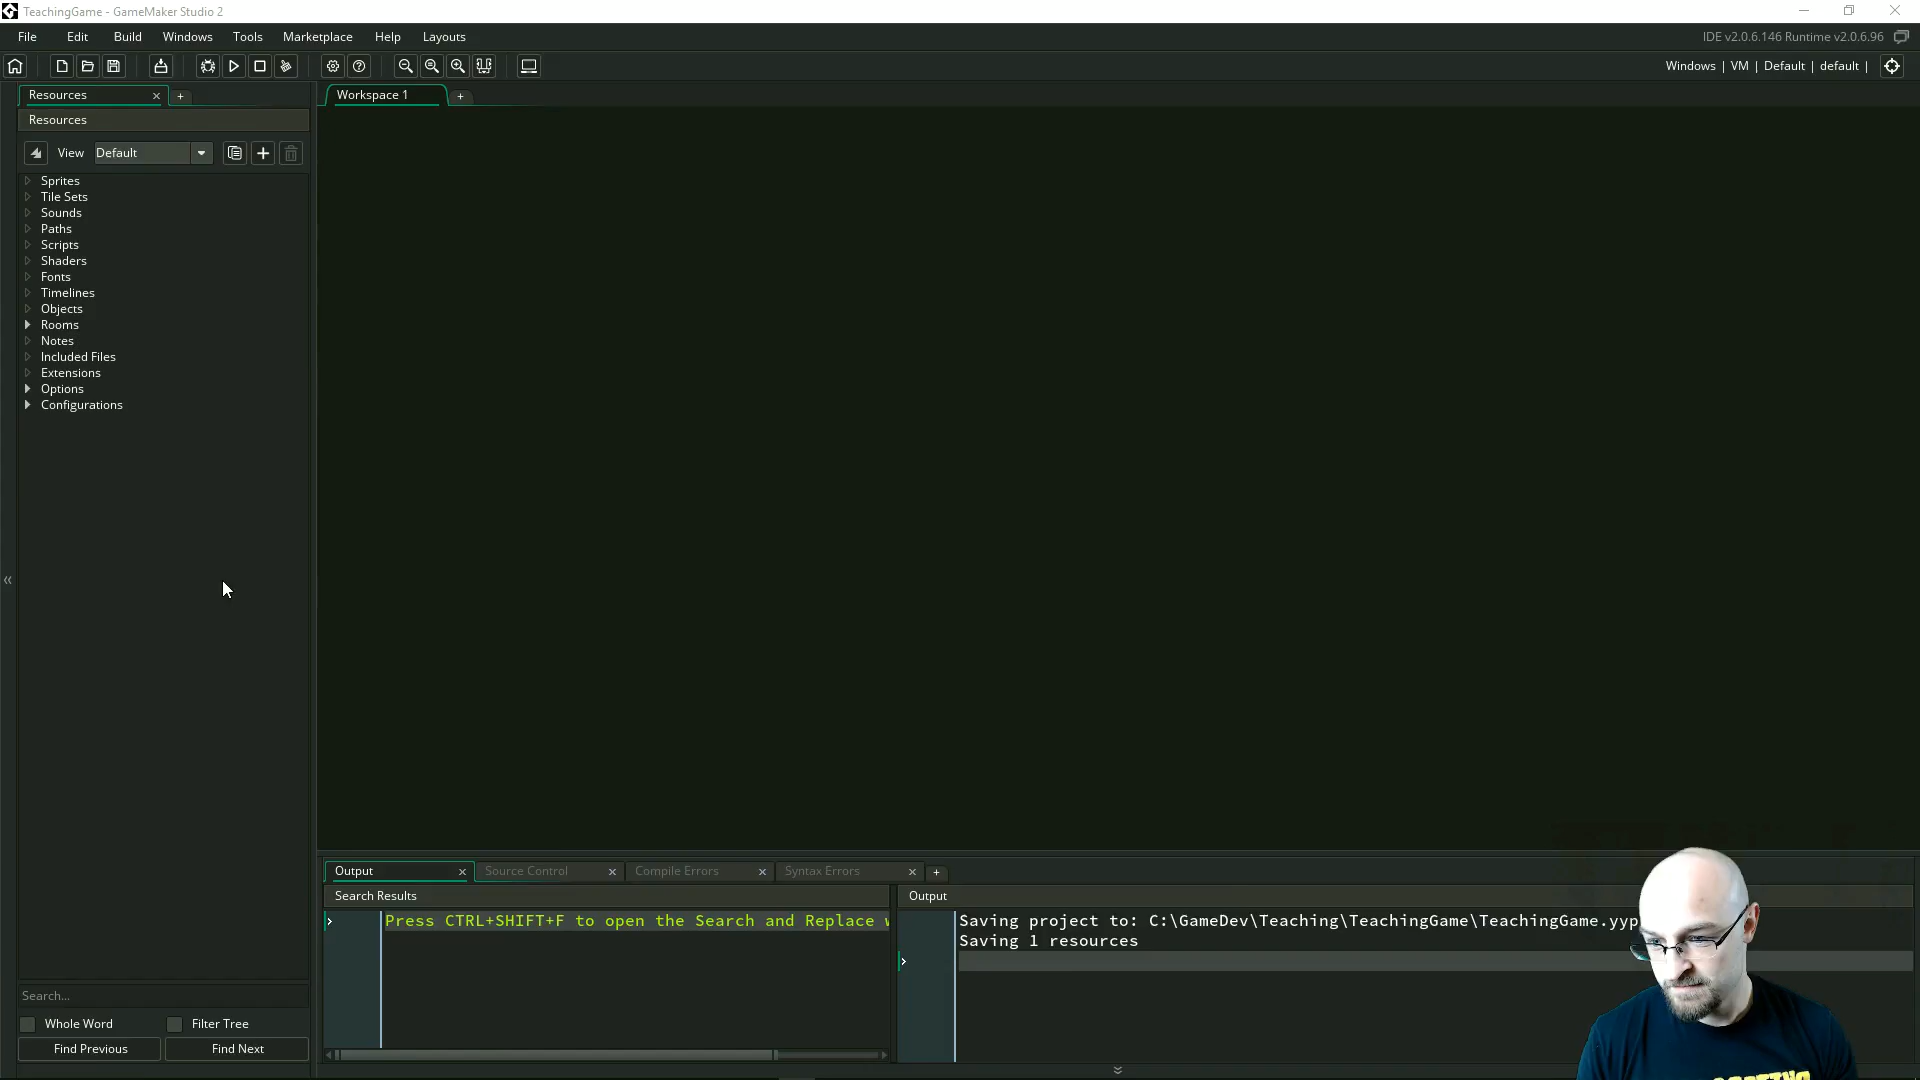 TeachingGame - GameMaker Studio 2
File Edit Build Windows Tools Marketplace Help Layouts
IDE v2.0.6.146 Runtime v2.0.6.96
Windows | VM | Default | default |
Resources
Workspace 1
Resources
View Default
Sprites
Tile Sets
Sounds
Paths
Scripts
Shaders
Fonts
Timelines
Objects
Rooms
Notes
Included Files
Extensions
Options
Configurations
Search...
Whole Word Filter Tree
Find Previous Find Next
Output Source Control Compile Errors Syntax Errors
Search Results
Press CTRL+SHIFT+F to open the Search and Replace
Output
Saving project to: C:\GameDev\Teaching\TeachingGame\TeachingGame.yyp
Saving 1 resources